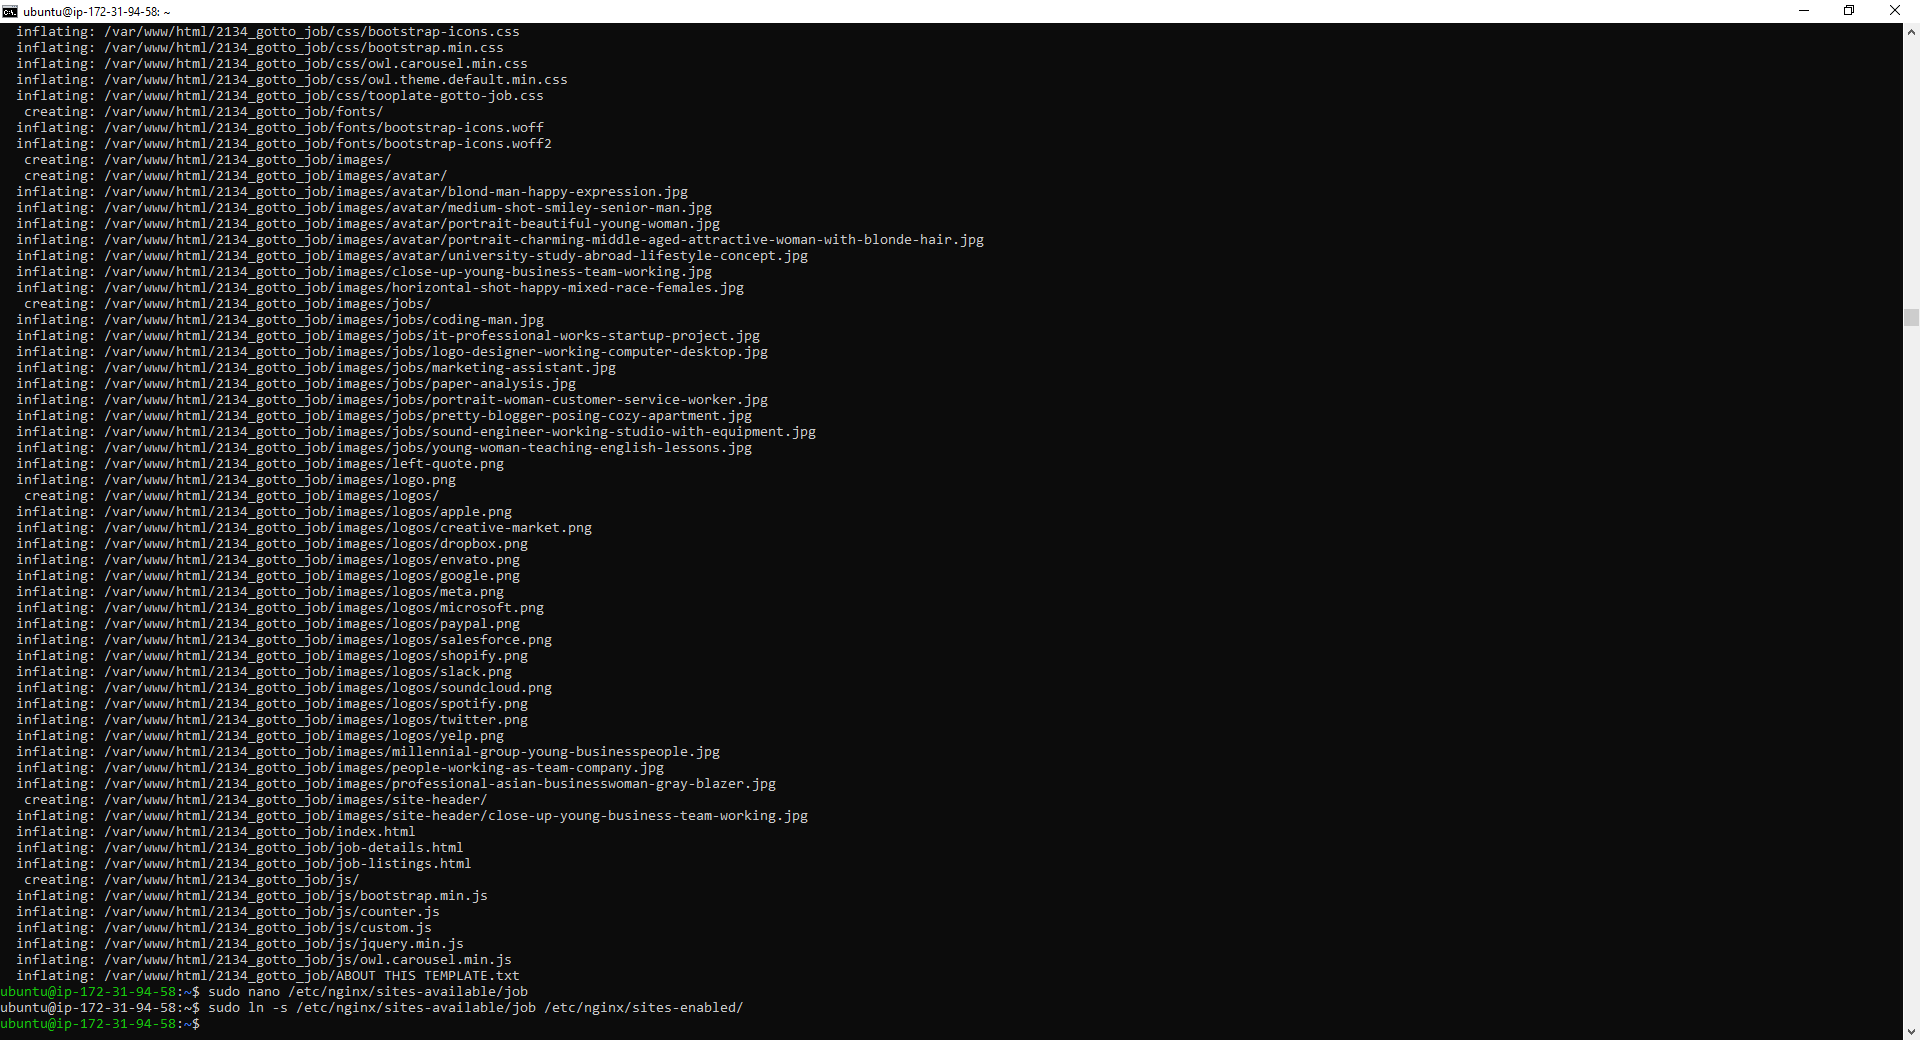 ubuntu@ip-172-31-94-58: ~
inflating: /var/www/html/2134_gotto_job/css/bootstrap-icons.css
inflating: /var/www/html/2134_gotto_job/css/bootstrap.min.css
inflating: /var/www/html/2134_gotto_job/css/owl.carousel.min.css
inflating: /var/www/html/2134_gotto_job/css/owl.theme.default.min.css
inflating: /var/www/html/2134_gotto_job/css/tooplate-gotto-job.css
creating: /var/www/html/2134_gotto_job/fonts/
inflating: /var/www/html/2134_gotto_job/fonts/bootstrap-icons.woff
inflating: /var/www/html/2134_gotto_job/fonts/bootstrap-icons.woff2
creating: /var/www/html/2134_gotto_job/images/
creating: /var/www/html/2134_gotto_job/images/avatar/
inflating: /var/www/html/2134_gotto_job/images/avatar/blond-man-happy-expression.jpg
inflating: /var/www/html/2134_gotto_job/images/avatar/medium-shot-smiley-senior-man.jpg
inflating: /var/www/html/2134_gotto_job/images/avatar/portrait-beautiful-young-woman.jpg
inflating: /var/www/html/2134_gotto_job/images/avatar/portrait-charming-middle-aged-attractive-woman-with-blonde-hair.jpg
inflating: /var/www/html/2134_gotto_job/images/avatar/university-study-abroad-lifestyle-concept.jpg
inflating: /var/www/html/2134_gotto_job/images/close-up-young-business-team-working.jpg
inflating: /var/www/html/2134_gotto_job/images/horizontal-shot-happy-mixed-race-females.jpg
creating: /var/www/html/2134_gotto_job/images/jobs/
inflating: /var/www/html/2134_gotto_job/images/jobs/coding-man.jpg
inflating: /var/www/html/2134_gotto_job/images/jobs/it-professional-works-startup-project.jpg
inflating: /var/www/html/2134_gotto_job/images/jobs/logo-designer-working-computer-desktop.jpg
inflating: /var/www/html/2134_gotto_job/images/jobs/marketing-assistant.jpg
inflating: /var/www/html/2134_gotto_job/images/jobs/paper-analysis.jpg
inflating: /var/www/html/2134_gotto_job/images/jobs/portrait-woman-customer-service-worker.jpg
inflating: /var/www/html/2134_gotto_job/images/jobs/pretty-blogger-posing-cozy-apartment.jpg
inflating: /var/www/html/2134_gotto_job/images/jobs/sound-engineer-working-studio-with-equipment.jpg
inflating: /var/www/html/2134_gotto_job/images/jobs/young-woman-teaching-english-lessons.jpg
inflating: /var/www/html/2134_gotto_job/images/left-quote.png
inflating: /var/www/html/2134_gotto_job/images/logo.png
creating: /var/www/html/2134_gotto_job/images/logos/
inflating: /var/www/html/2134_gotto_job/images/logos/apple.png
inflating: /var/www/html/2134_gotto_job/images/logos/creative-market.png
inflating: /var/www/html/2134_gotto_job/images/logos/dropbox.png
inflating: /var/www/html/2134_gotto_job/images/logos/envato.png
inflating: /var/www/html/2134_gotto_job/images/logos/google.png
inflating: /var/www/html/2134_gotto_job/images/logos/meta.png
inflating: /var/www/html/2134_gotto_job/images/logos/microsoft.png
inflating: /var/www/html/2134_gotto_job/images/logos/paypal.png
inflating: /var/www/html/2134_gotto_job/images/logos/salesforce.png
inflating: /var/www/html/2134_gotto_job/images/logos/shopify.png
inflating: /var/www/html/2134_gotto_job/images/logos/slack.png
inflating: /var/www/html/2134_gotto_job/images/logos/soundcloud.png
inflating: /var/www/html/2134_gotto_job/images/logos/spotify.png
inflating: /var/www/html/2134_gotto_job/images/logos/twitter.png
inflating: /var/www/html/2134_gotto_job/images/logos/yelp.png
inflating: /var/www/html/2134_gotto_job/images/millennial-group-young-businesspeople.jpg
inflating: /var/www/html/2134_gotto_job/images/people-working-as-team-company.jpg
inflating: /var/www/html/2134_gotto_job/images/professional-asian-businesswoman-gray-blazer.jpg
creating: /var/www/html/2134_gotto_job/images/site-header/
inflating: /var/www/html/2134_gotto_job/images/site-header/close-up-young-business-team-working.jpg
inflating: /var/www/html/2134_gotto_job/index.html
inflating: /var/www/html/2134_gotto_job/job-details.html
inflating: /var/www/html/2134_gotto_job/job-listings.html
creating: /var/www/html/2134_gotto_job/js/
inflating: /var/www/html/2134_gotto_job/js/bootstrap.min.js
inflating: /var/www/html/2134_gotto_job/js/counter.js
inflating: /var/www/html/2134_gotto_job/js/custom.js
inflating: /var/www/html/2134_gotto_job/js/jquery.min.js
inflating: /var/www/html/2134_gotto_job/js/owl.carousel.min.js
inflating: /var/www/html/2134_gotto_job/ABOUT THIS TEMPLATE.txt
ubuntu@ip-172-31-94-58:~$ sudo nano /etc/nginx/sites-available/job
ubuntu@ip-172-31-94-58:~$ sudo ln -s /etc/nginx/sites-available/job /etc/nginx/sites-enabled/
ubuntu@ip-172-31-94-58:~$